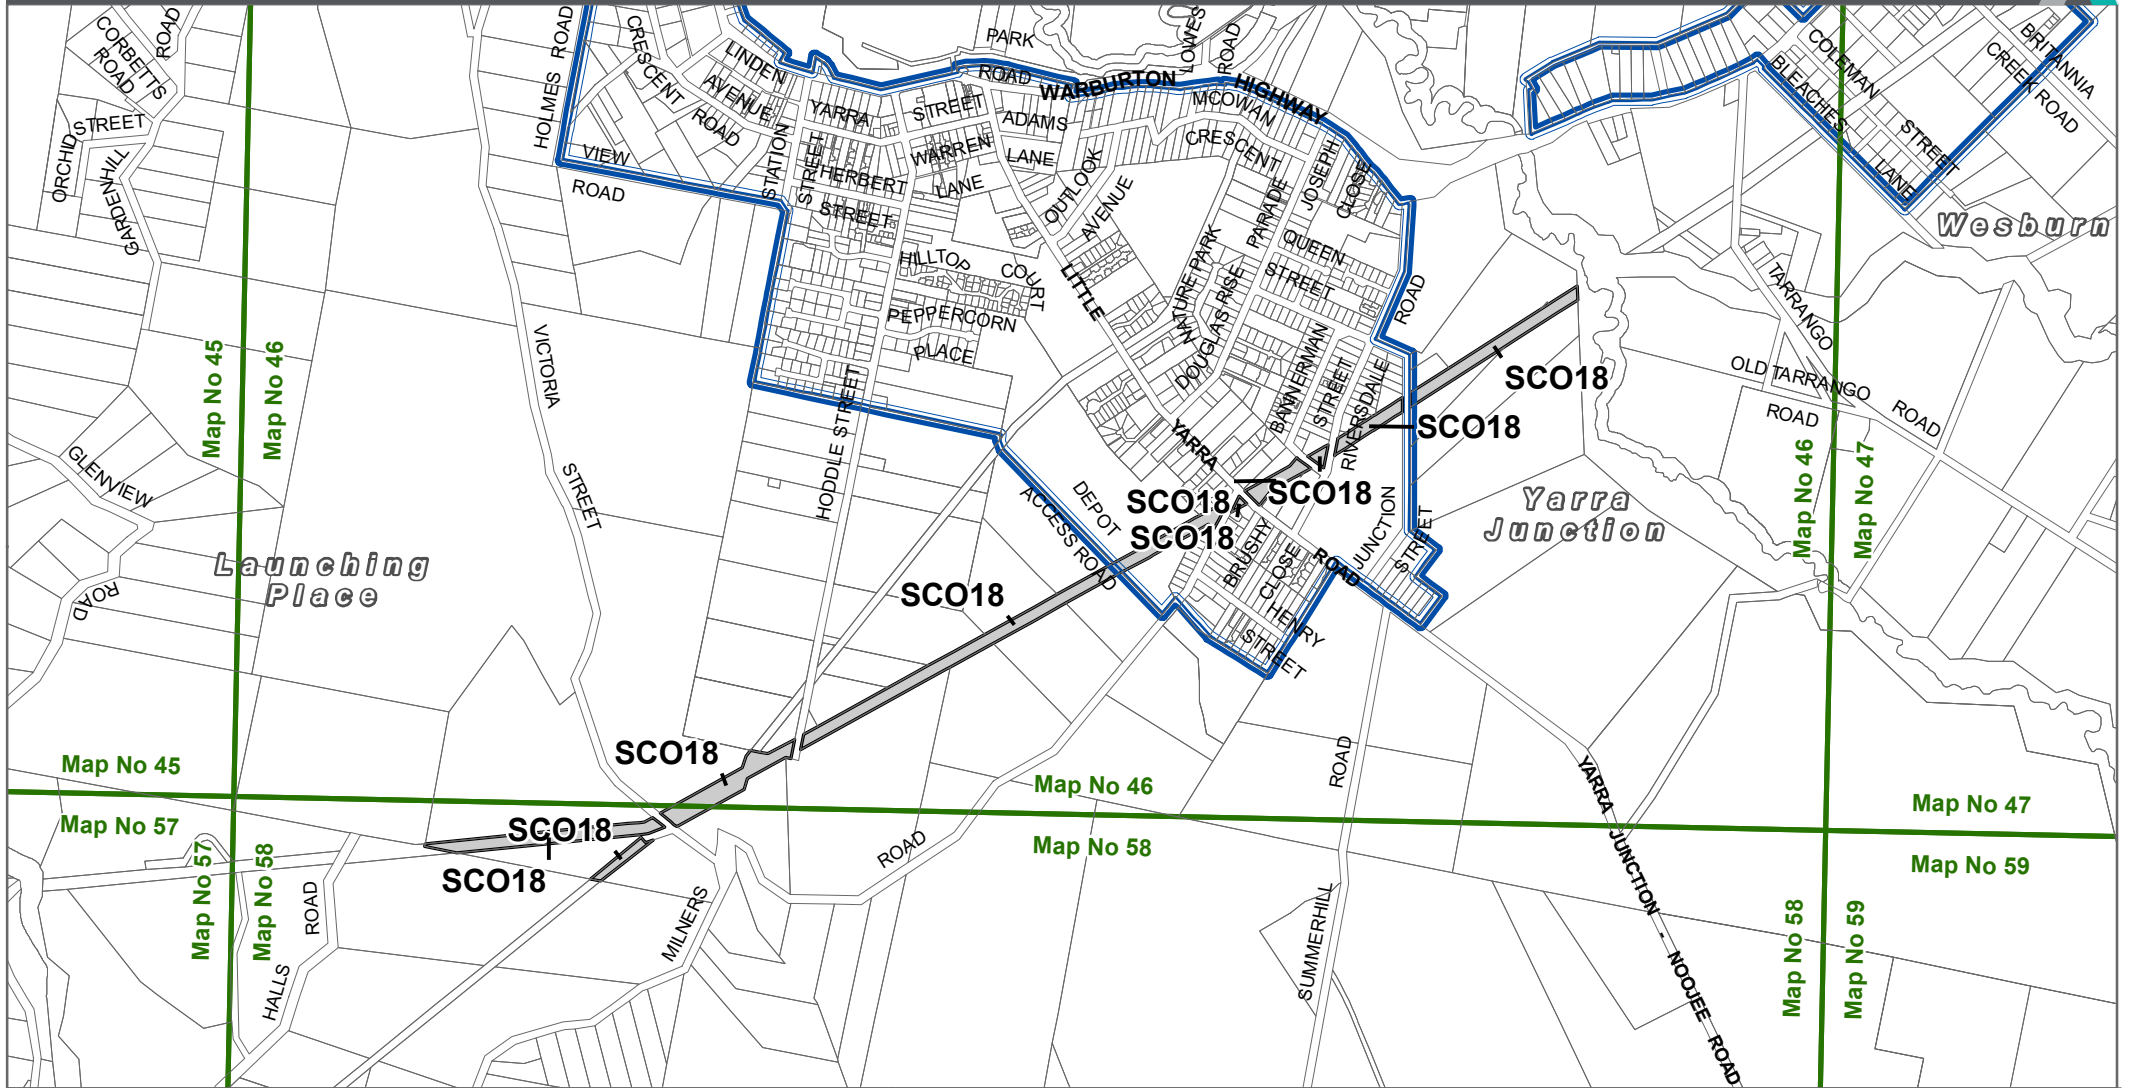 CORBETTS
ROAD
ROAD
HOLMES ROAD
CRESCENT
CRESCENT
ROAD
LINDEN
AVENUE
PARK
ROAD
LOWES
ROAD
WARBURTON
HIGHWAY
COLEMAN
STREET
BRITANNIA
CREEK ROAD
BLEACHES
LANE
ORCHID
STREET
GARDENHILL
VIEW
ROAD
STATION
STREET
YARRA
STREET
ADAMS
LANE
WARREN
LANE
HERBERT
STREET
MCOWAN
CRESCENT
OUTLOOK
AVENUE
JOSEPH
CLOSE
PARADE
QUEEN
STREET
Wesburn
HILLTOP
COURT
PEPPERCORN
PLACE
LITTLE
YARRA
ROAD
NATURE PARK
DOUGLAS RISE
BANNERMAN
STREET
RIVERSDALE
ROAD
TARRANGO
OLD TARRANGO
ROAD
ROAD
Map No 45
Map No 46
VICTORIA
STREET
HODDLE STREET
SCO18
SCO18
SCO18
SCO18
SCO18
Map No 46
Map No 47
GLENVIEW
ROAD
DEPOT
ACCESS ROAD
BRUSHY
CLOSE
JUNCTION
STREET
Yarra
Junction
Launching
Place
SCO18
HENRY
STREET
SCO18
Map No 45
Map No 46
Map No 47
Map No 57
SCO18
Map No 58
Map No 59
SCO18
ROAD
ROAD
SUMMERHILL
YARRA JUNCTION - NOOJEE ROAD
Map No 57
Map No 58
HALLS
ROAD
MILNERS
Map No 58
Map No 59